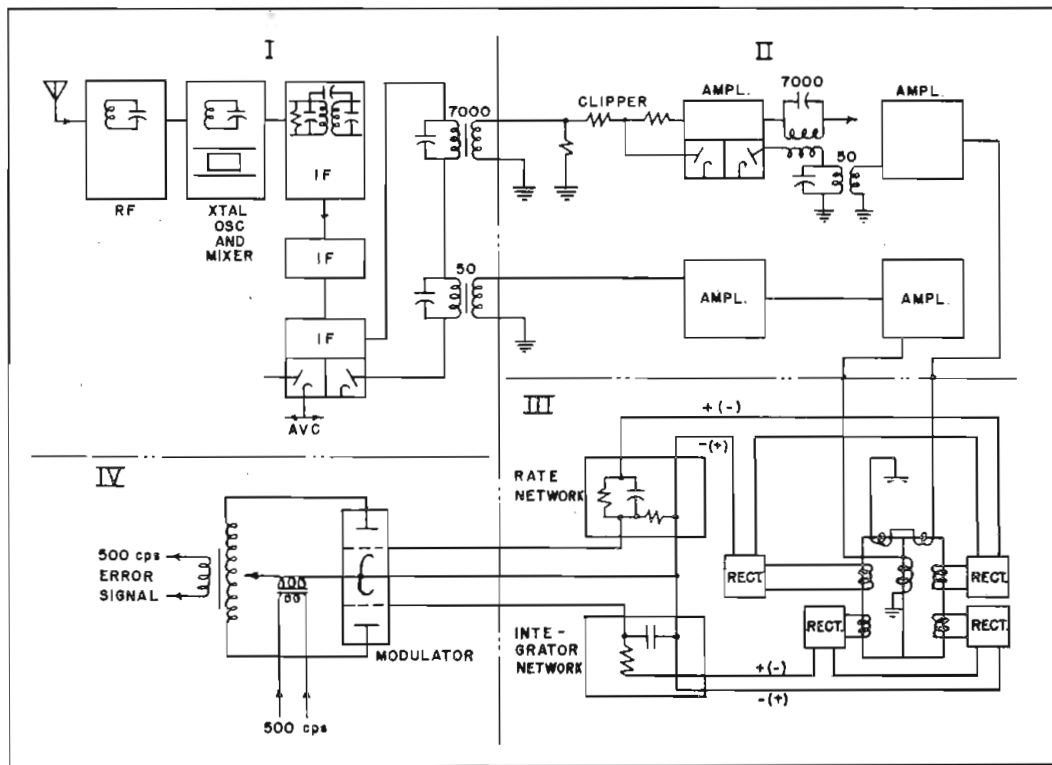 I
RF
XTAL
OSC
AND
MIXER
IF
IF
IF
AVC
7000
50
II
CLIPPER
AMPL.
7000
50
AMPL.
AMPL.
AMPL.
III
+(-)
-(+)
RATE
NETWORK
RECT.
RECT.
RECT.
RECT.
INTE-
GRATOR
NETWORK
+(-)
-(+)
IV
500 cps
ERROR
SIGNAL
MODULATOR
500 cps